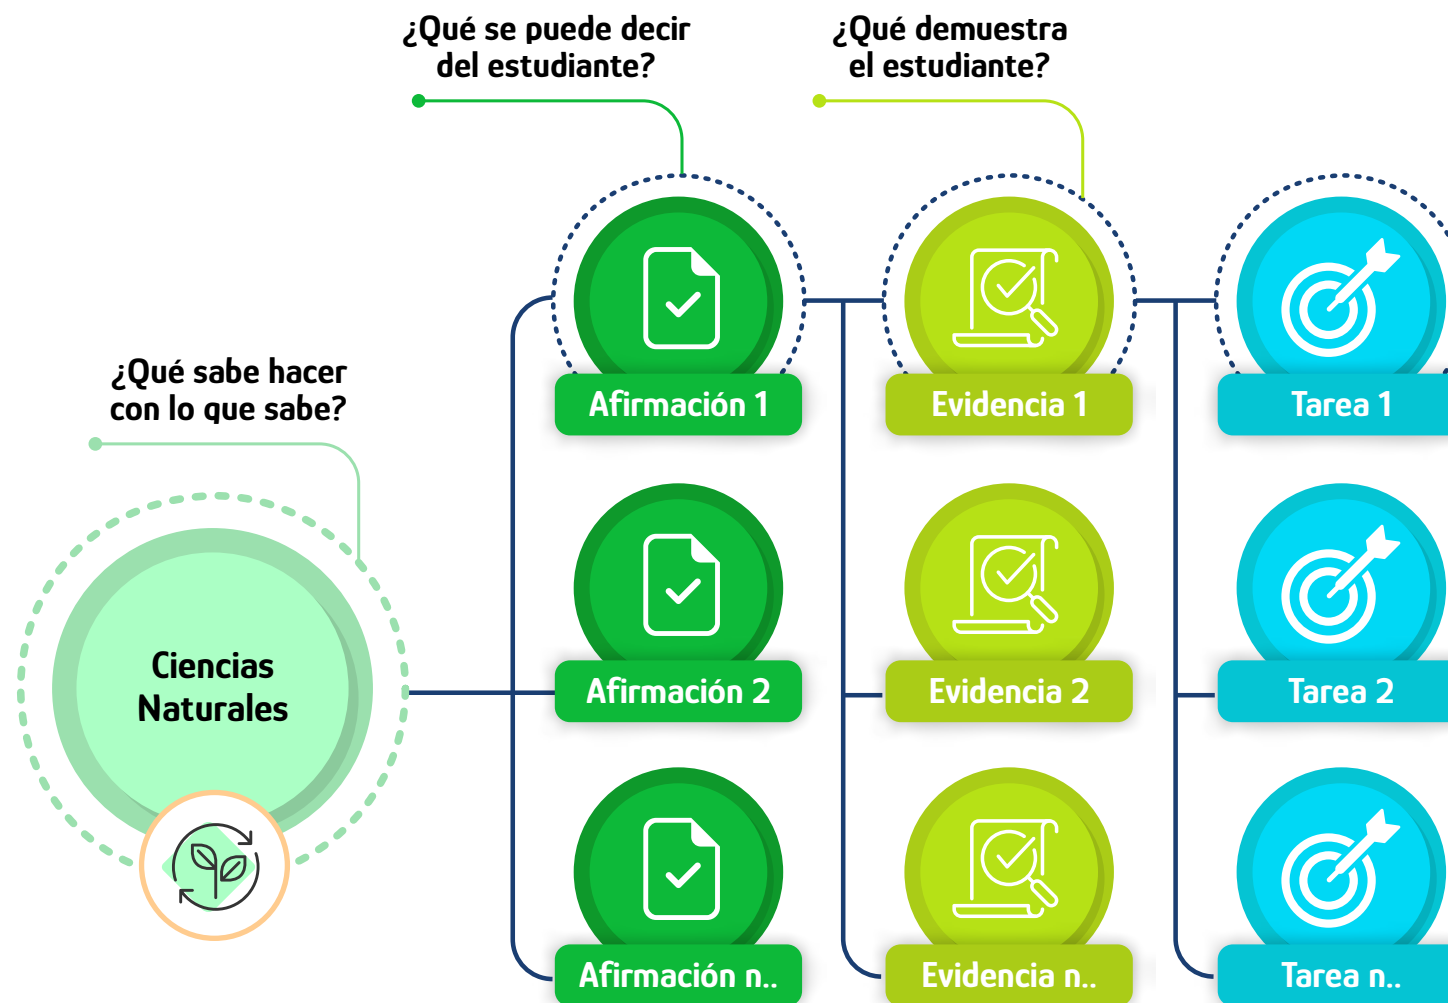 ¿Qué se puede decir
del estudiante?
¿Qué demuestra
el estudiante?
¿Qué sabe hacer
con lo que sabe?
Ciencias
Naturales
Afirmación 1
Evidencia 1
Tarea 1
Afirmación 2
Evidencia 2
Tarea 2
Afirmación n..
Evidencia n..
Tarea n..